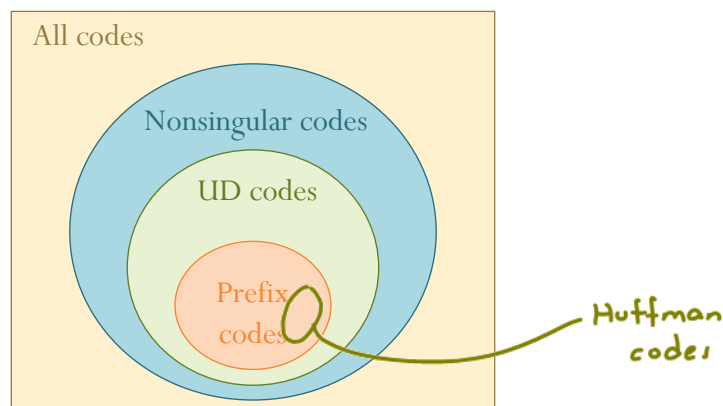 All codes
Nonsingular codes
UD codes
Prefix
codes
Huffman
codes